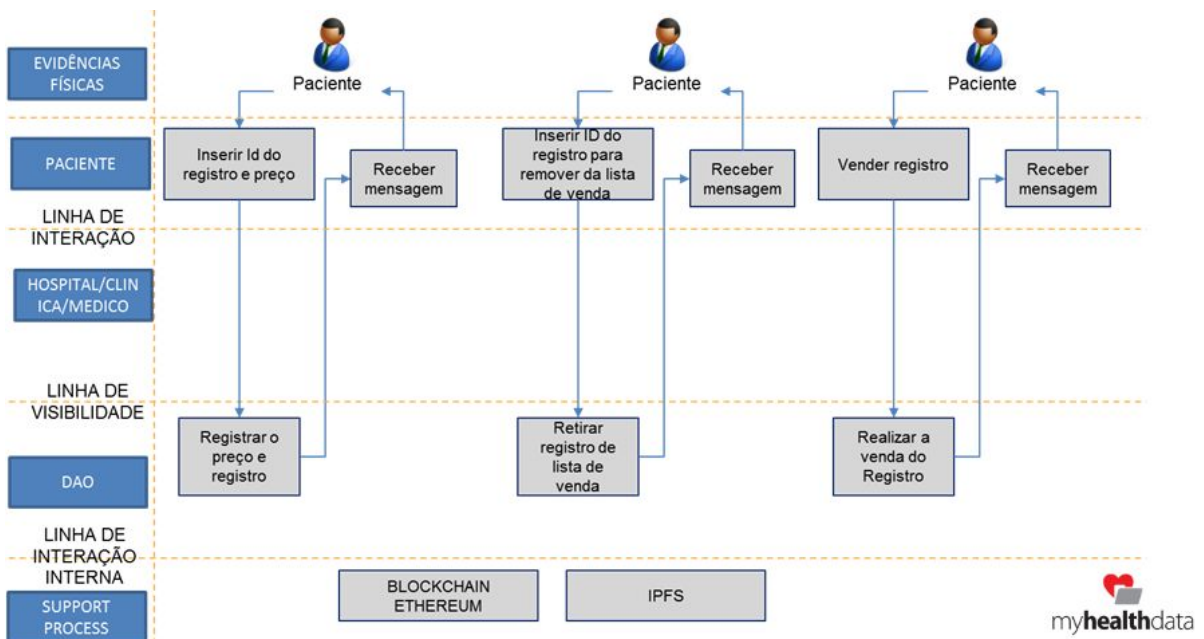 EVIDÊNCIAS
FÍSICAS
Paciente
Paciente
Paciente
PACIENTE
Inserir Id do
registro e preço
Receber
mensagem
Inserir ID do
registro para
remover da lista
de venda
Receber
mensagem
Vender registro
Receber
mensagem
LINHA DE
INTERAÇÃO
HOSPITAL/CLIN
ICA/MEDICO
LINHA DE
VISIBILIDADE
DAO
Registrar o
preço e
registro
Retirar
registro de
lista de
venda
Realizar a
venda do
Registro
LINHA DE
INTERAÇÃO
INTERNA
SUPPORT
PROCESS
BLOCKCHAIN
ETHEREUM
IPFS
myhealthdata